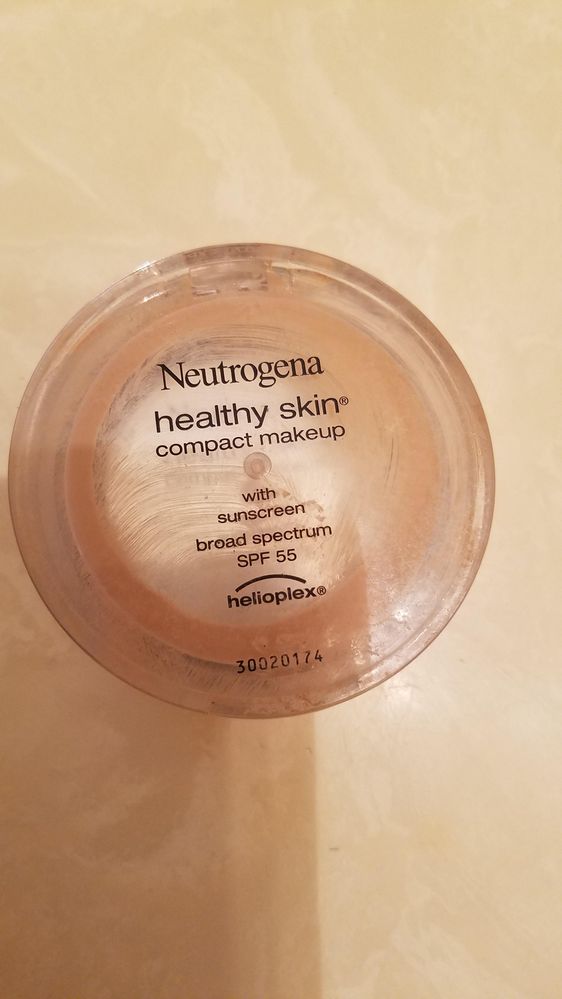 Neutrogena
healthy skin®
compact makeup
with
sunscreen
broad spectrum
SPF 55
helioplex®
30020174